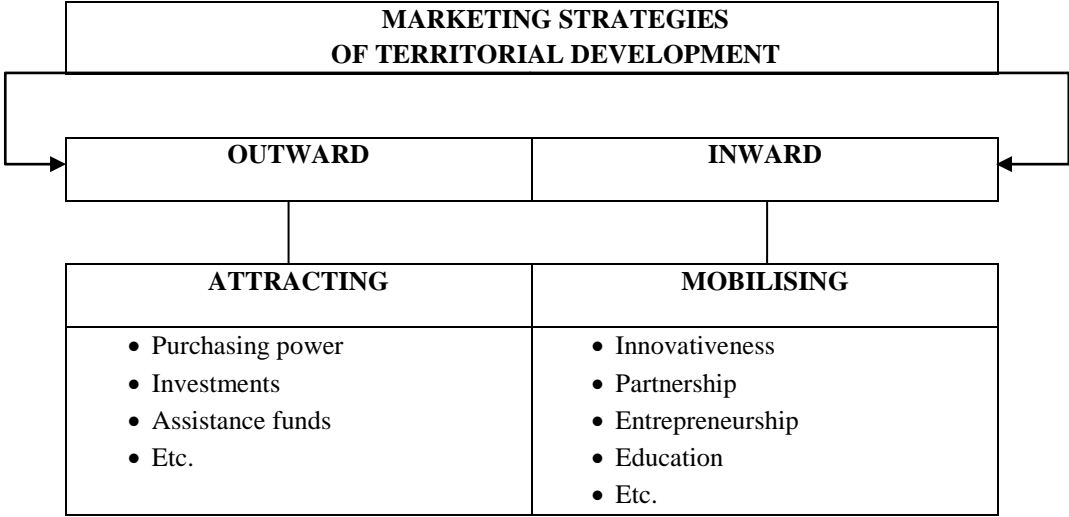 MARKETING STRATEGIES
OF TERRITORIAL DEVELOPMENT
OUTWARD
INWARD
ATTRACTING
MOBILISING
• Purchasing power
• Investments
• Assistance funds
• Etc.
• Innovativeness
• Partnership
• Entrepreneurship
• Education
• Etc.